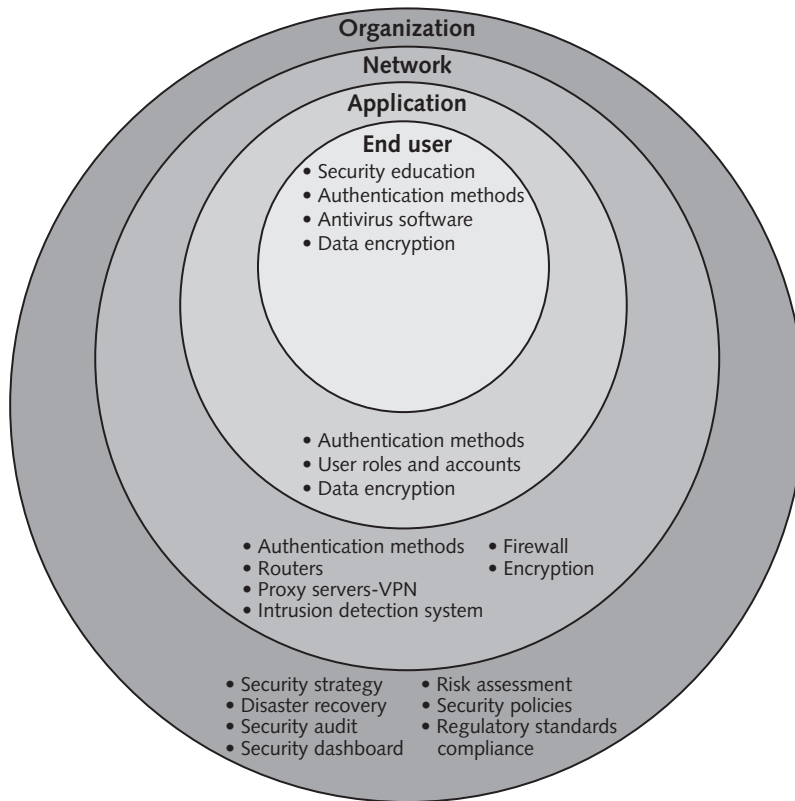 Organization
Network
Application
End user
• Security education
• Authentication methods
• Antivirus software
• Data encryption
• Authentication methods
• User roles and accounts
• Data encryption
• Authentication methods
• Routers
• Proxy servers-VPN
• Intrusion detection system
• Firewall
• Encryption
• Security strategy
• Disaster recovery
• Security audit
• Security dashboard
• Risk assessment
• Security policies
• Regulatory standards
compliance